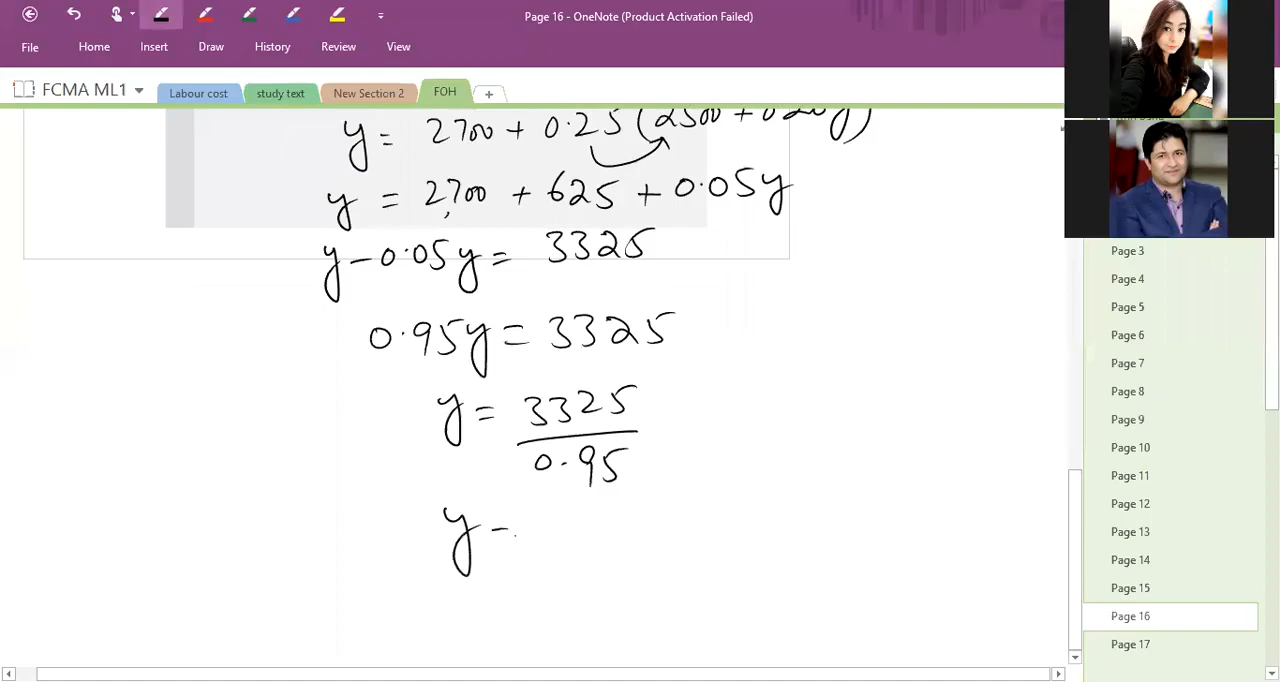 Page 16 - OneNote (Product Activation Failed)
File Home Insert Draw History Review View
FCMA ML1 Labour cost study text New Section 2 FOH +
y = 2700 + 0.25 (2500 + 0.20y)
y = 2700 + 625 + 0.05y
y - 0.05y = 3325
0.95y = 3325
y = 3325
0.95
y -
Page 3
Page 4
Page 5
Page 6
Page 7
Page 8
Page 9
Page 10
Page 11
Page 12
Page 13
Page 14
Page 15
Page 16
Page 17